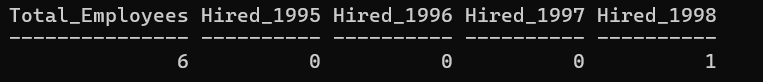 Total_Employees Hired_1995 Hired_1996 Hired_1997 Hired_1998
--------------- ---------- ---------- ---------- ----------
6 0 0 0 1